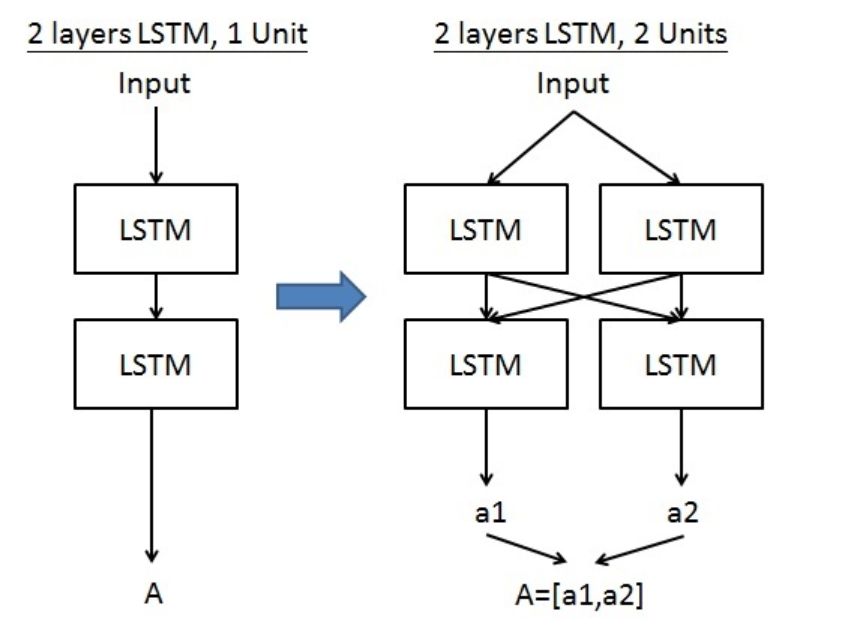 2 layers LSTM, 1 Unit
Input
LSTM
LSTM
A
2 layers LSTM, 2 Units
Input
LSTM LSTM
LSTM LSTM
a1 a2
A=[a1,a2]